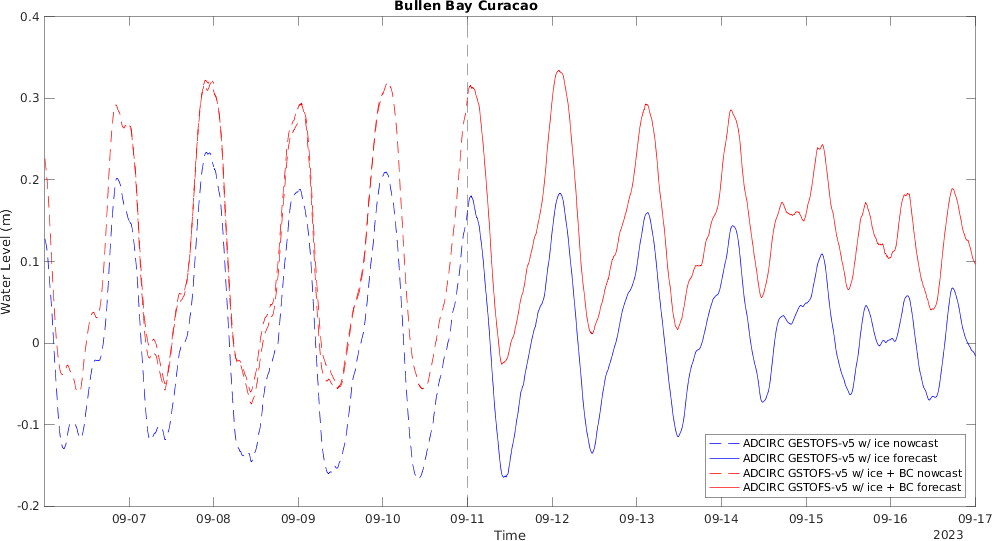 Bullen Bay Curacao
0.4
0.3
0.2
0.1
0
-0.1
-0.2
Water Level (m)
ADCIRC GESTOFS-v5 w/ ice nowcast
ADCIRC GESTOFS-v5 w/ ice forecast
ADCIRC GSTOFS-v5 w/ ice + BC nowcast
ADCIRC GSTOFS-v5 w/ ice + BC forecast
09-07 09-08 09-09 09-10 09-11 09-12 09-13 09-14 09-15 09-16 09-17
Time
2023